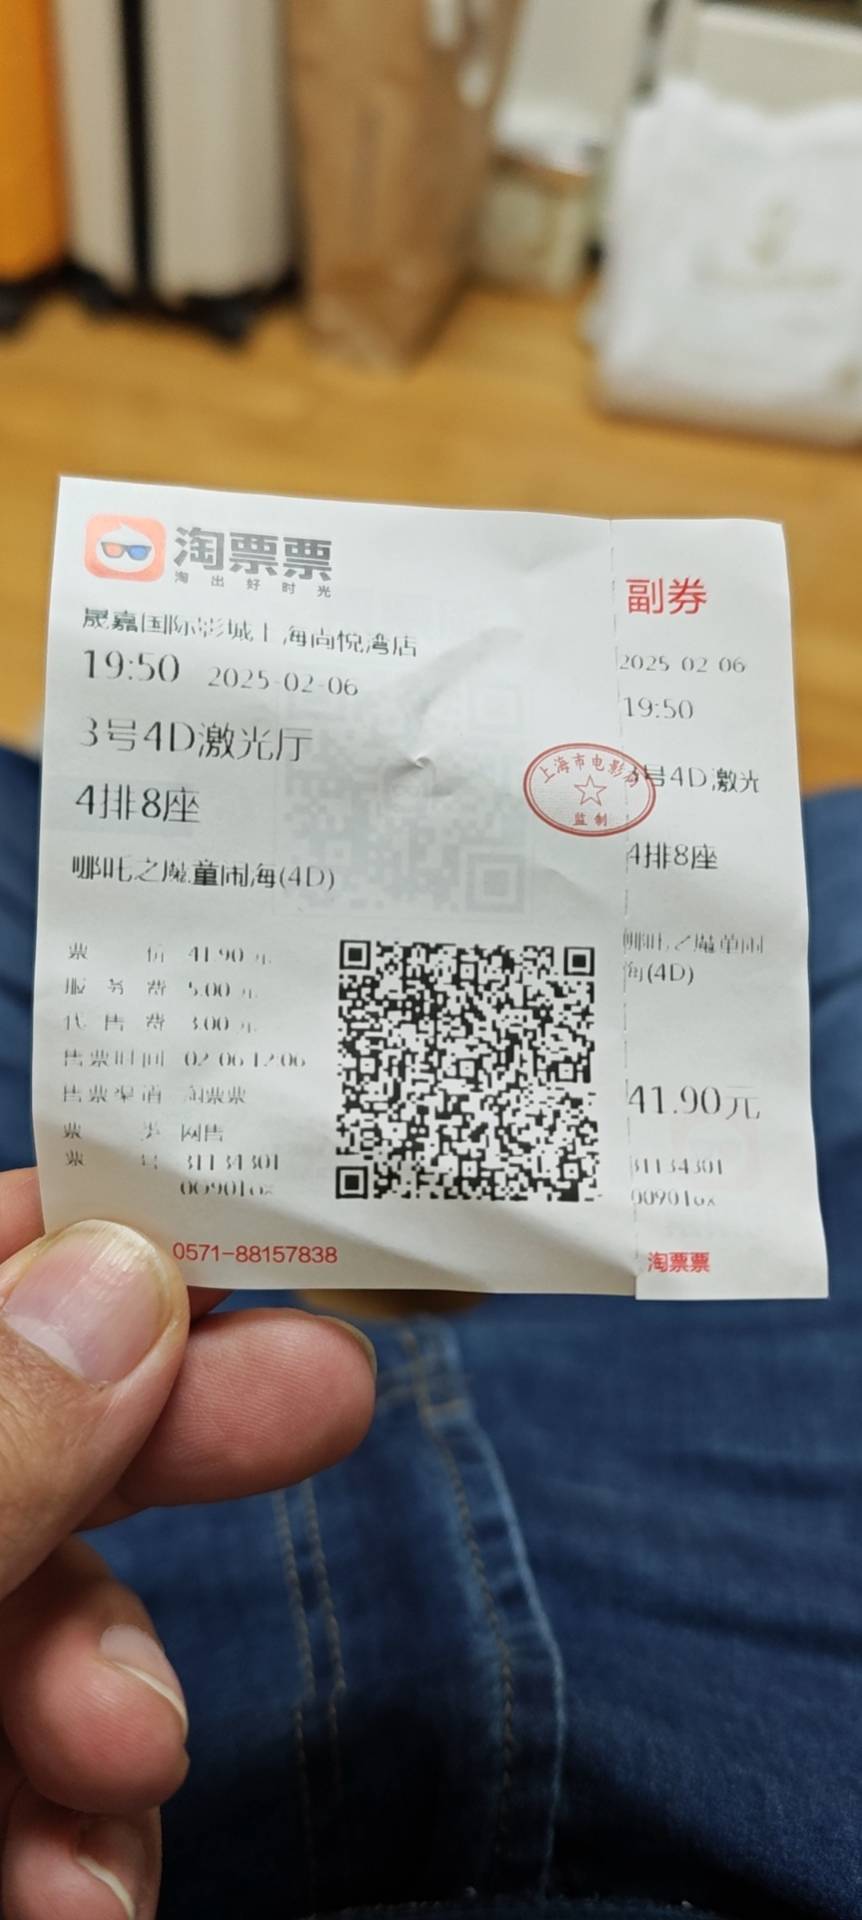 淘票票
淘出好时光
晟嘉国际影城上海尚悦湾店
19:50 2025-02-06
3号4D激光厅
4排8座
哪吒之魔童闹海(4D)
票价 41.90 元
服务费 5.00 元
代售费 3.00 元
售票时间 02-06 12:06
售票渠道 淘票票
票类 网售
票号 31134301
0571-88157838
副券
2025-02-06
19:50
上海市电影局
监制
3号4D激光
4排8座
哪吒之魔童闹
海(4D)
41.90元
31134301
淘票票